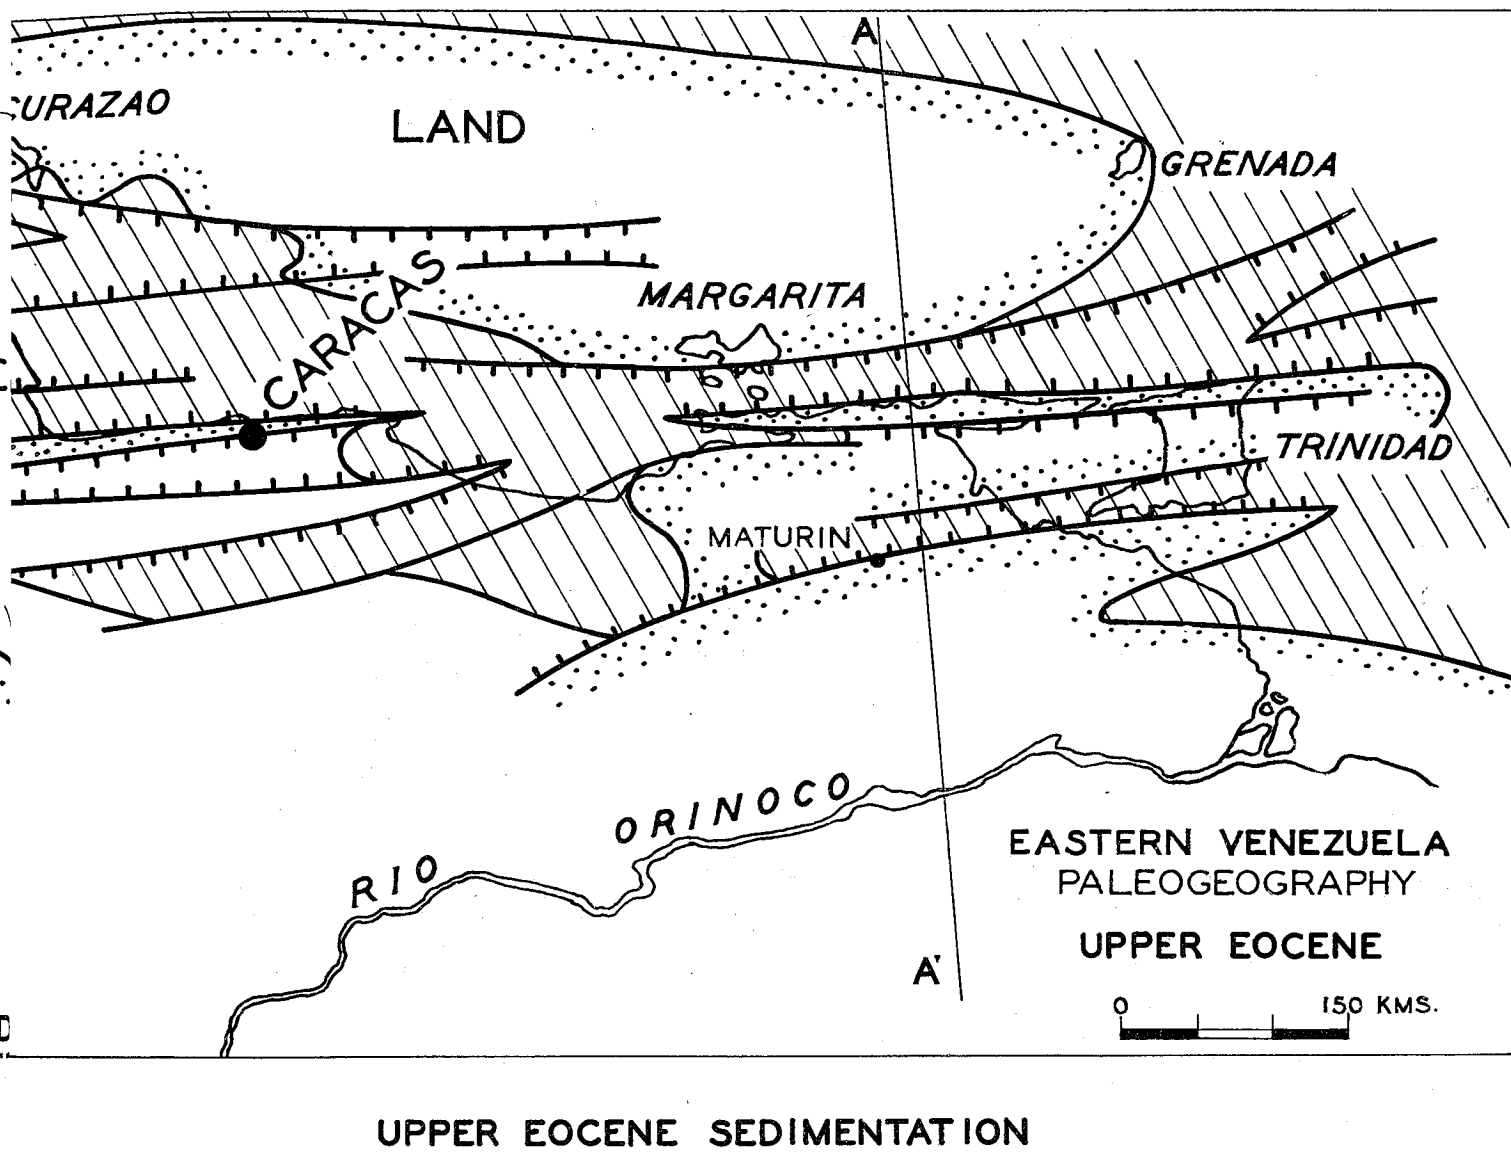 A
CURAZAO
LAND
GRENADA
CARACAS
MARGARITA
TRINIDAD
MATURIN
RIO ORINOCO
EASTERN VENEZUELA
PALEOGEOGRAPHY
UPPER EOCENE
A'
0 150 KMS.
UPPER EOCENE SEDIMENTATION